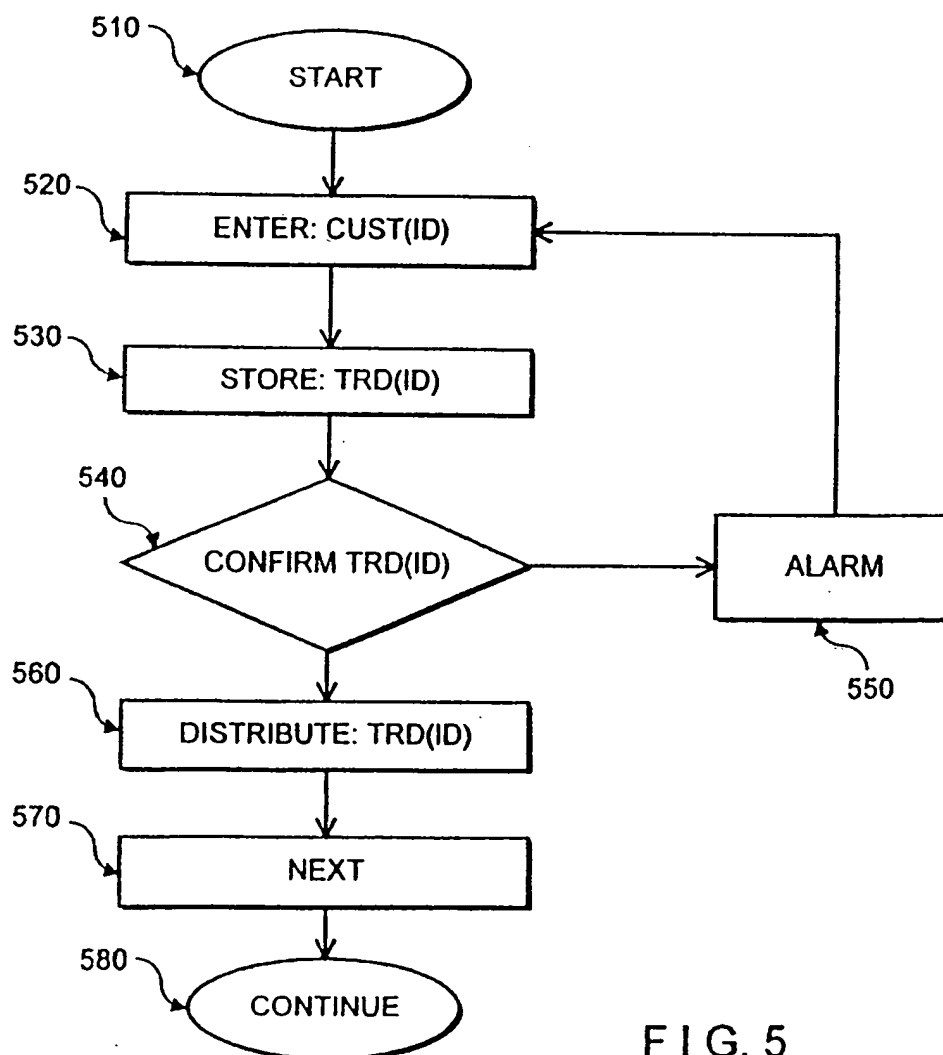 510
START
520
ENTER: CUST(ID)
530
STORE: TRD(ID)
540
CONFIRM TRD(ID)
ALARM
550
560
DISTRIBUTE: TRD(ID)
570
NEXT
580
CONTINUE
FIG. 5